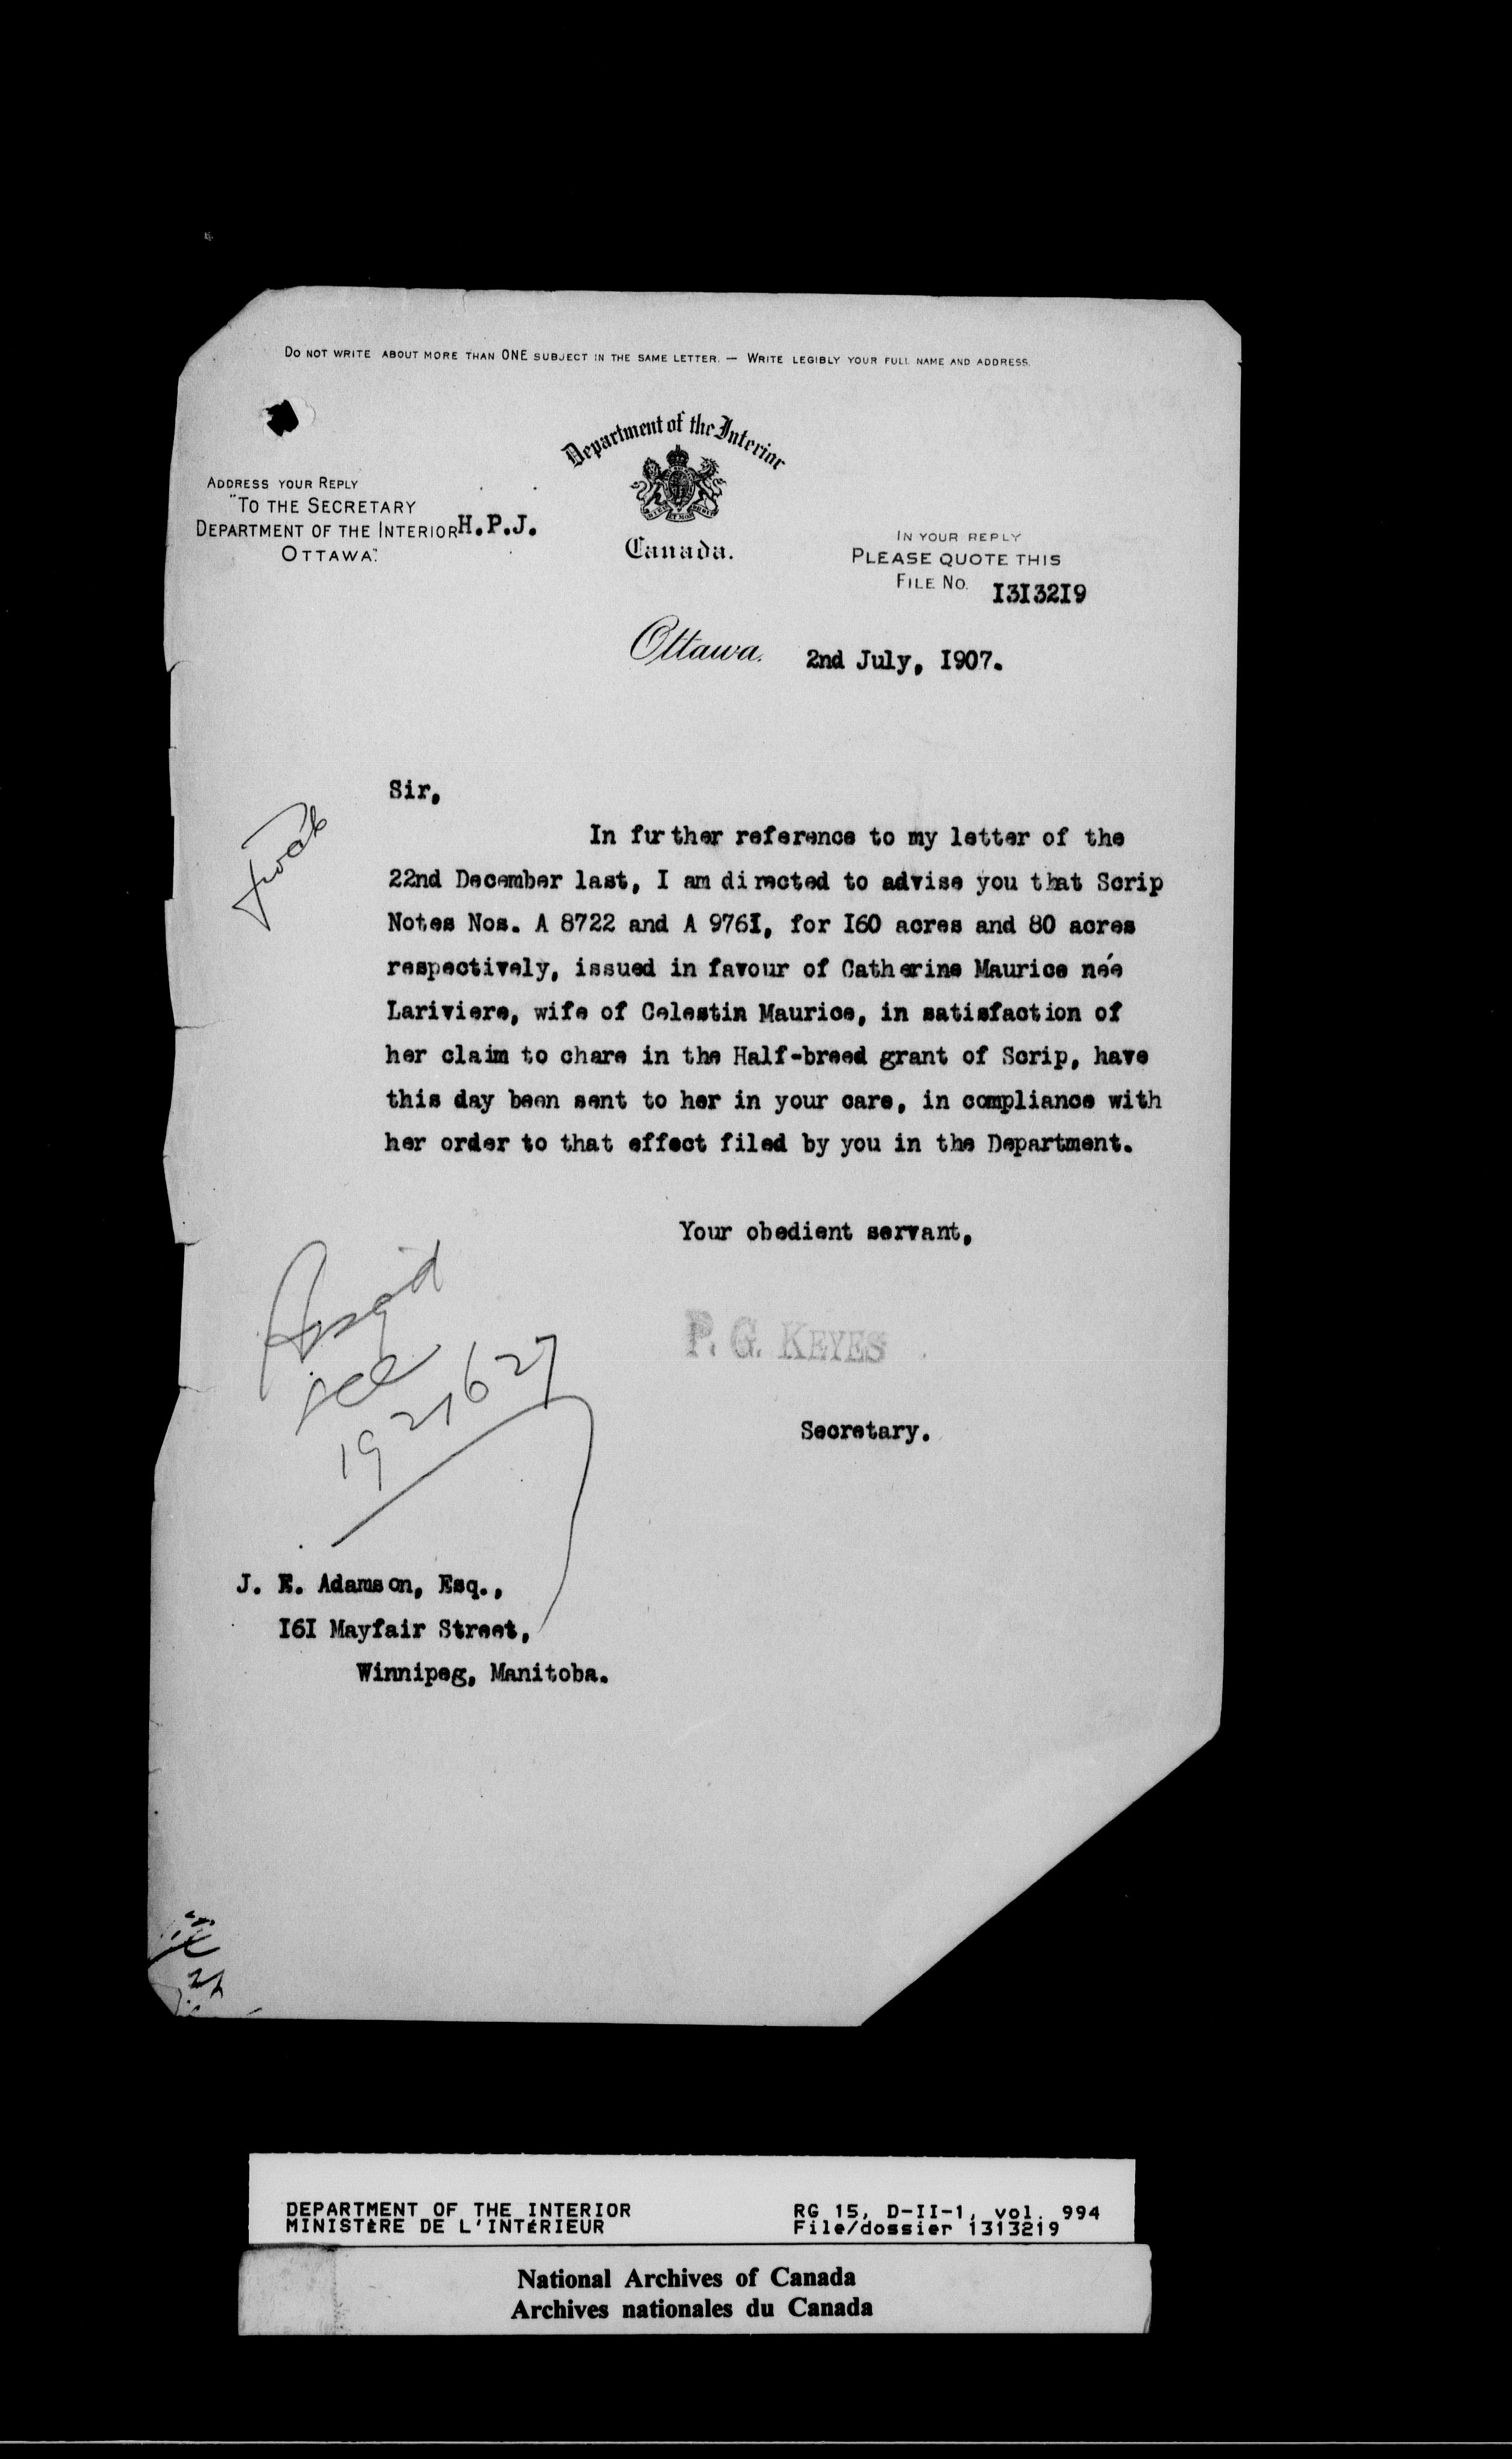 DO NOT WRITE ABOUT MORE THAN ONE SUBJECT IN THE SAME LETTER. — WRITE LEGIBLY YOUR FULL NAME AND ADDRESS.
Department of the Interior
Canada.
ADDRESS YOUR REPLY
"TO THE SECRETARY
DEPARTMENT OF THE INTERIOR H.P.J.
OTTAWA."
IN YOUR REPLY
PLEASE QUOTE THIS
FILE NO. I3I32I9
Ottawa. 2nd July, I907.
Sir,
In further reference to my letter of the
22nd December last, I am directed to advise you that Scrip
Notes Nos. A 8722 and A 976I, for I60 acres and 80 acres
respectively, issued in favour of Catherine Maurice née
Lariviere, wife of Celestin Maurice, in satisfaction of
her claim to chare in the Half-breed grant of Scrip, have
this day been sent to her in your care, in compliance with
her order to that effect filed by you in the Department.
Your obedient servant,
P. G. KEYES
Secretary.
see
1921627
J. E. Adamson, Esq.,
I6I Mayfair Street,
Winnipeg, Manitoba.
DEPARTMENT OF THE INTERIOR
MINISTÈRE DE L'INTÉRIEUR
RG 15, D-II-1, vol. 994
File/dossier 1313219
National Archives of Canada
Archives nationales du Canada